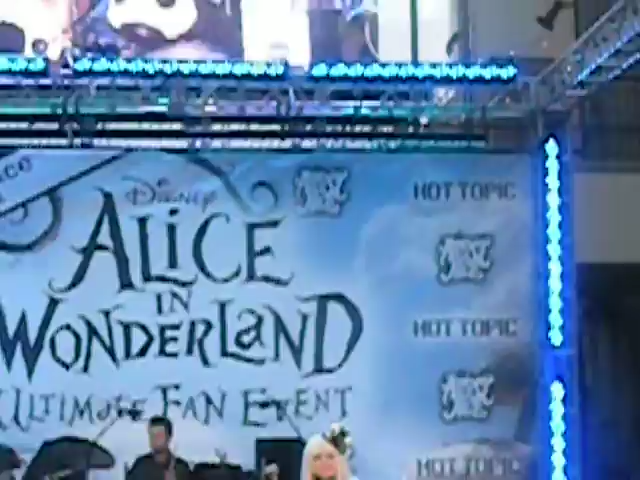 Disney
HOT TOPIC
ALICE
IN
WONDERLAND
HOT TOPIC
ULTIMATE FAN EVENT
HOT TOPIC